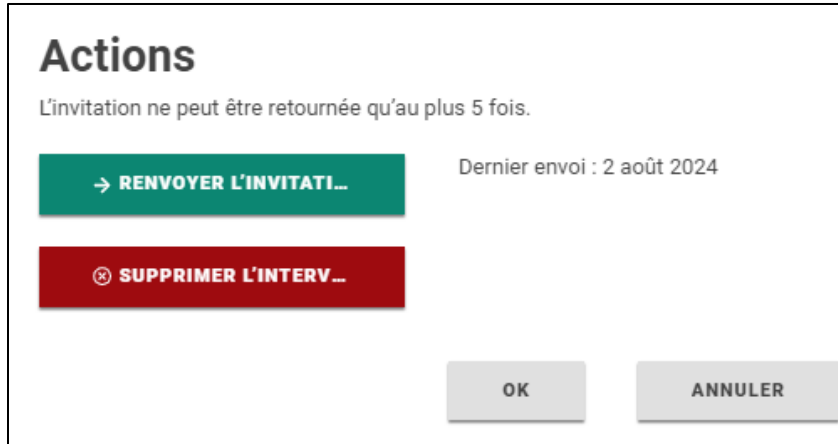 Actions
L'invitation ne peut être retournée qu'au plus 5 fois.
→ RENVOYER L'INVITATI...
Dernier envoi : 2 août 2024
SUPPRIMER L'INTERV...
OK
ANNULER